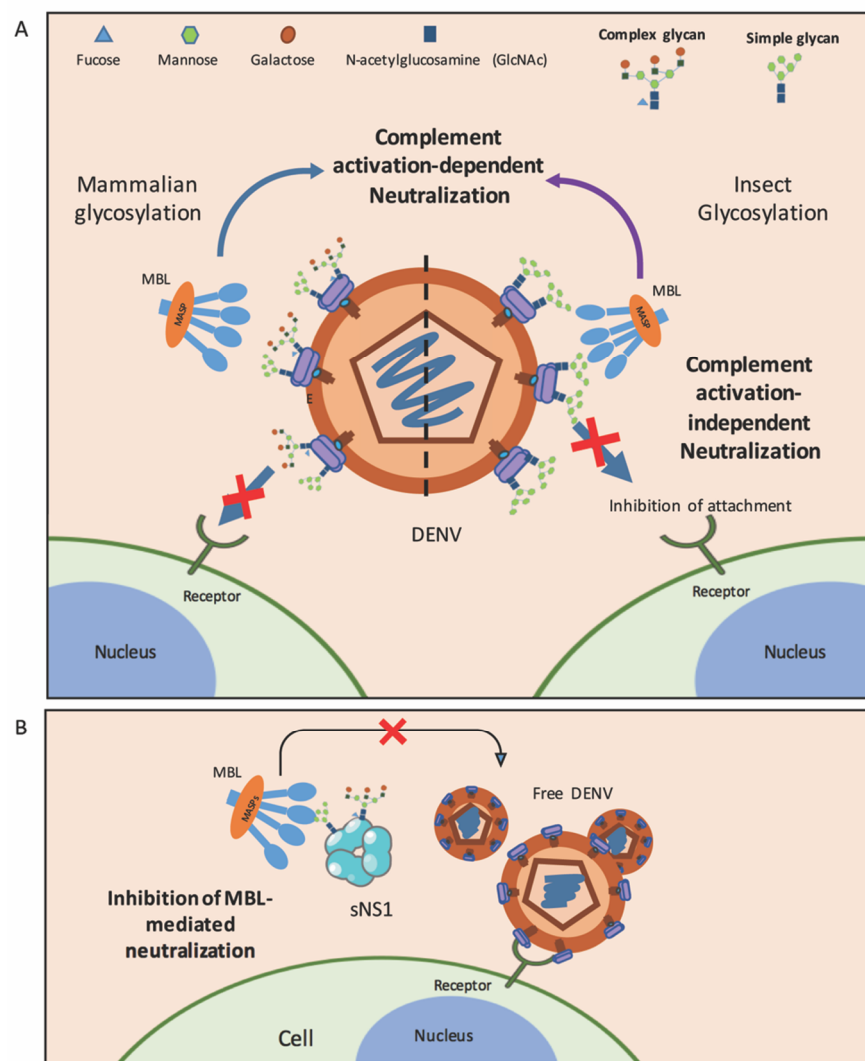 A
Fucose
Mannose
Galactose
N-acetylglucosamine (GlcNAc)
Complex glycan
Simple glycan
Complement
activation-dependent
Neutralization
Mammalian
glycosylation
Insect
Glycosylation
MBL
MASP
MBL
MASP
E
Complement
activation-
independent
Neutralization
Inhibition of attachment
DENV
Receptor
Receptor
Nucleus
Nucleus
B
MBL
MASPs
Free DENV
sNS1
Inhibition of MBL-
mediated
neutralization
Receptor
Cell
Nucleus